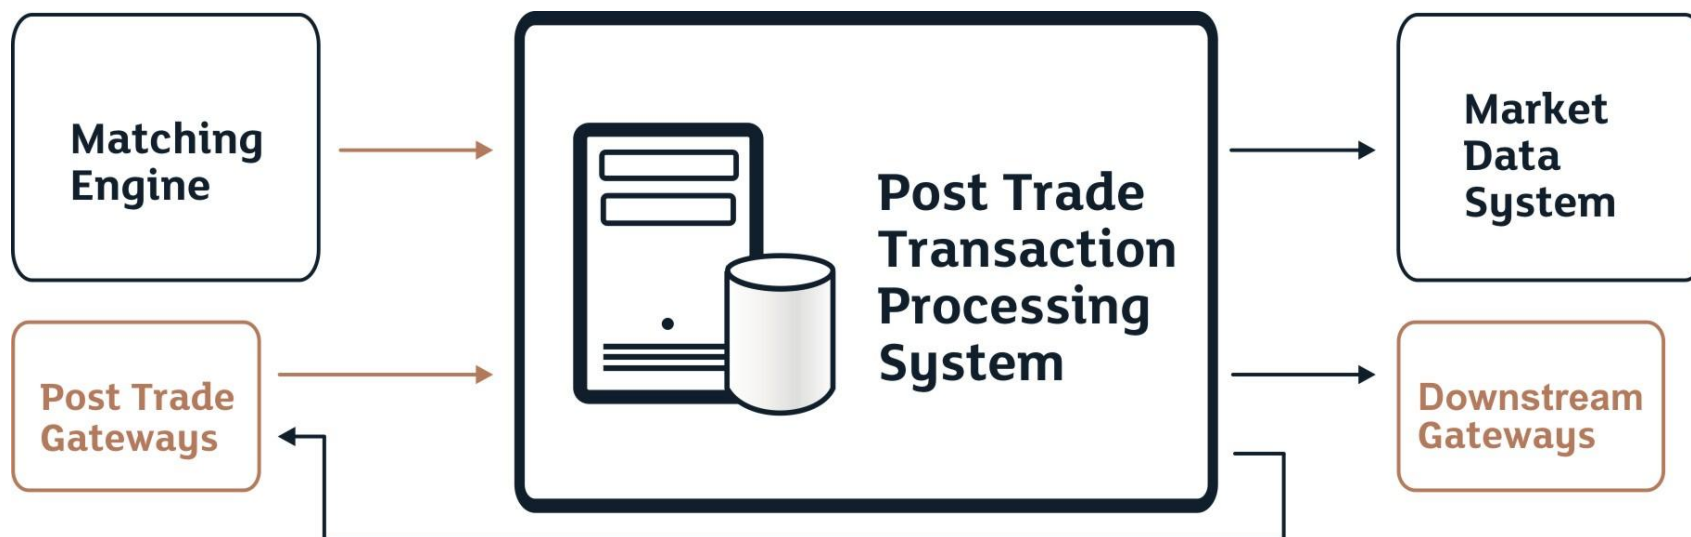 Matching
Engine
Post Trade
Gateways
Post Trade
Transaction
Processing
System
Market
Data
System
Downstream
Gateways